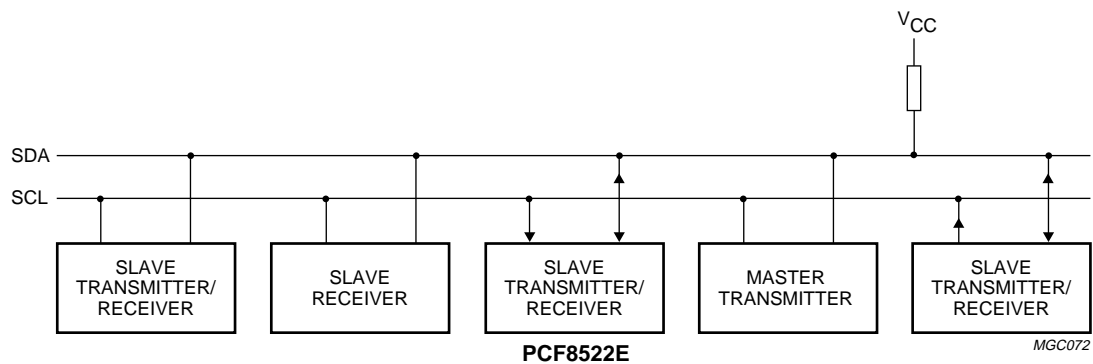 VCC
SDA
SCL
SLAVE
TRANSMITTER/
RECEIVER
SLAVE
RECEIVER
SLAVE
TRANSMITTER/
RECEIVER
MASTER
TRANSMITTER
SLAVE
TRANSMITTER/
RECEIVER
PCF8522E
MGC072